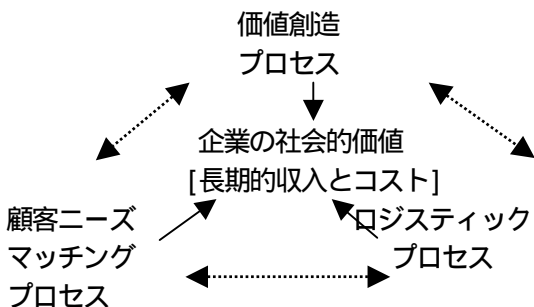 価値創造
プロセス
企業の社会的価値
[長期的収入とコスト]
顧客ニーズ
マッチング
プロセス
ロジスティック
プロセス